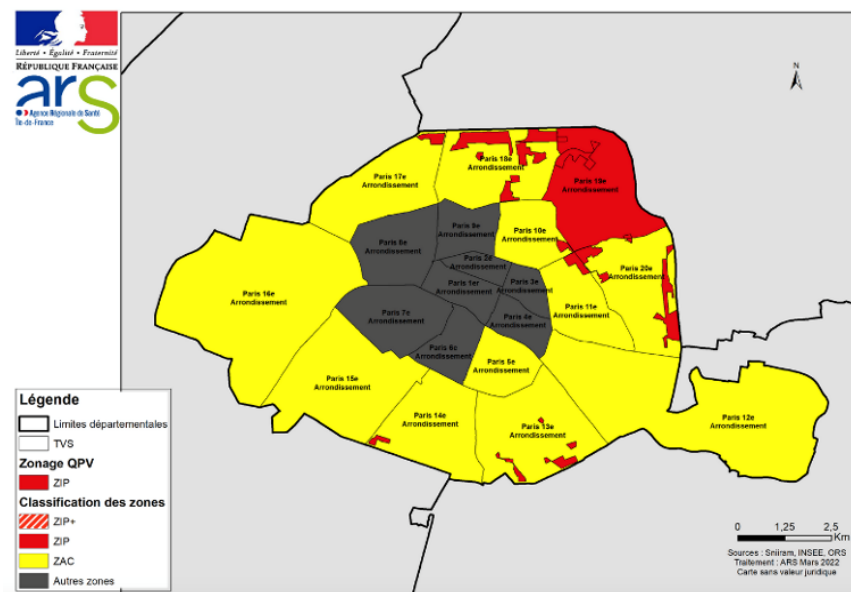 Liberté • Égalité • Fraternité
RÉPUBLIQUE FRANÇAISE
ars
Agence Régionale de Santé
Île-de-France
N
Paris 18e
Arrondissement
Paris 17e
Arrondissement
Paris 19e
Arrondissement
Paris 9e
Arrondissement
Paris 10e
Arrondissement
Paris 8e
Arrondissement
Paris 2e
Arrondissement
Paris 20e
Arrondissement
Paris 3e
Arrondissement
Paris 1er
Arrondissement
Paris 16e
Arrondissement
Paris 11e
Arrondissement
Paris 7e
Arrondissement
Paris 4e
Arrondissement
Paris 6e
Arrondissement
Paris 5e
Arrondissement
Paris 15e
Arrondissement
Paris 14e
Arrondissement
Paris 13e
Arrondissement
Paris 12e
Arrondissement
Légende
Limites départementales
TVS
Zonage QPV
ZIP
Classification des zones
ZIP+
ZIP
ZAC
Autres zones
0 1,25 2,5
Km
Sources : Sniiram, INSEE, ORS
Traitement : ARS Mars 2022
Carte sans valeur juridique